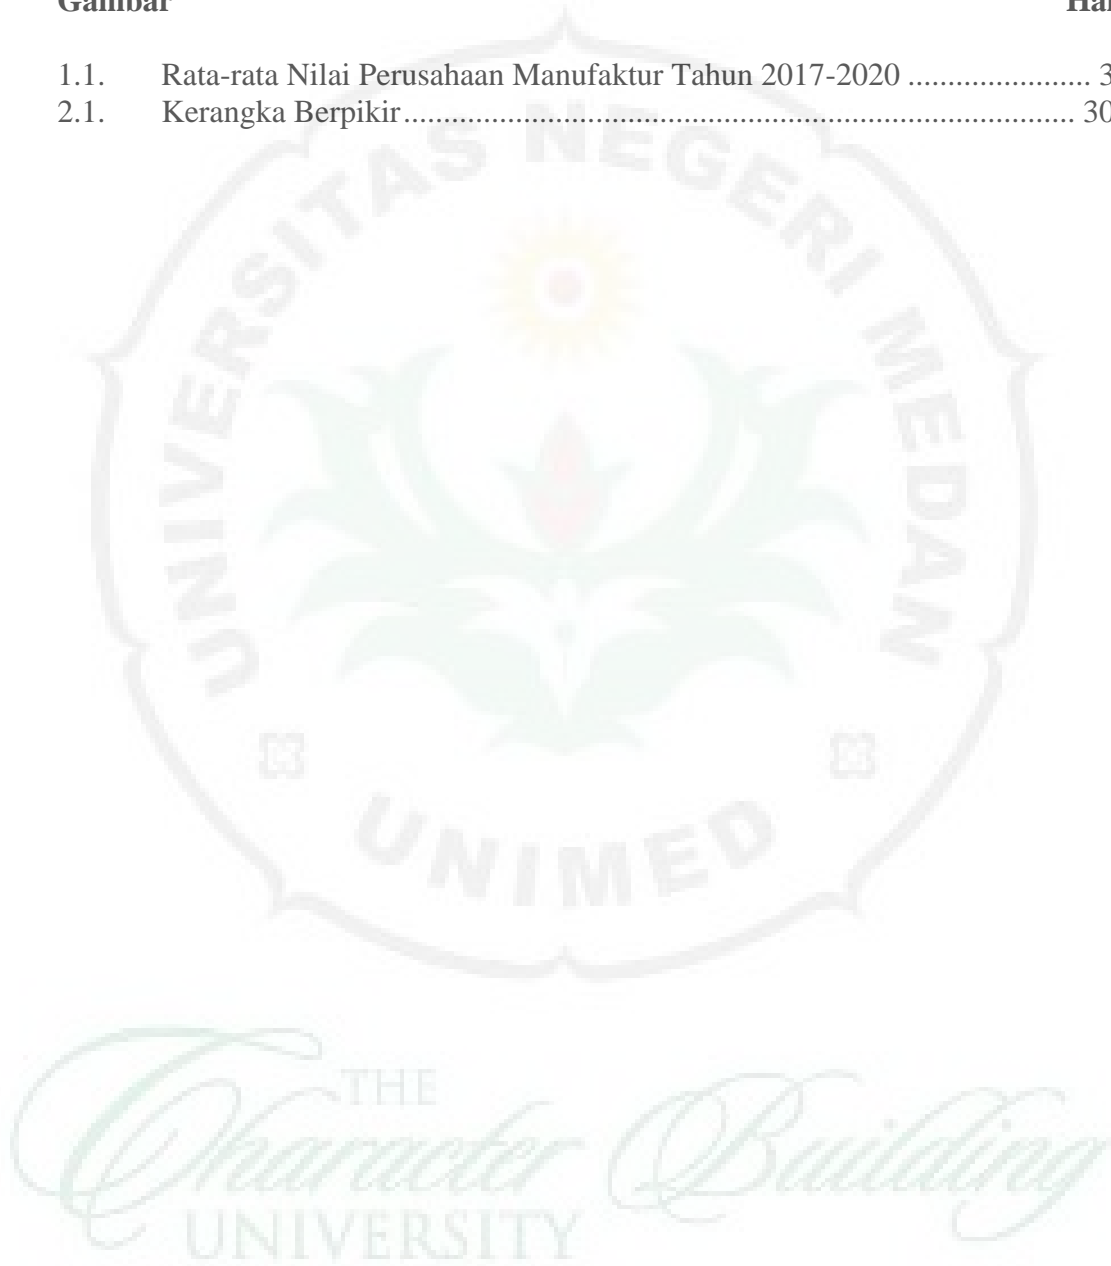 Gambar
1.1. Rata-rata Nilai Perusahaan Manufaktur Tahun 2017-2020 ...................... 3
2.1. Kerangka Berpikir.................................................................................... 30
UNIVERSITAS NEGERI MEDAN
UNIMED
THE
Character Building
UNIVERSITY